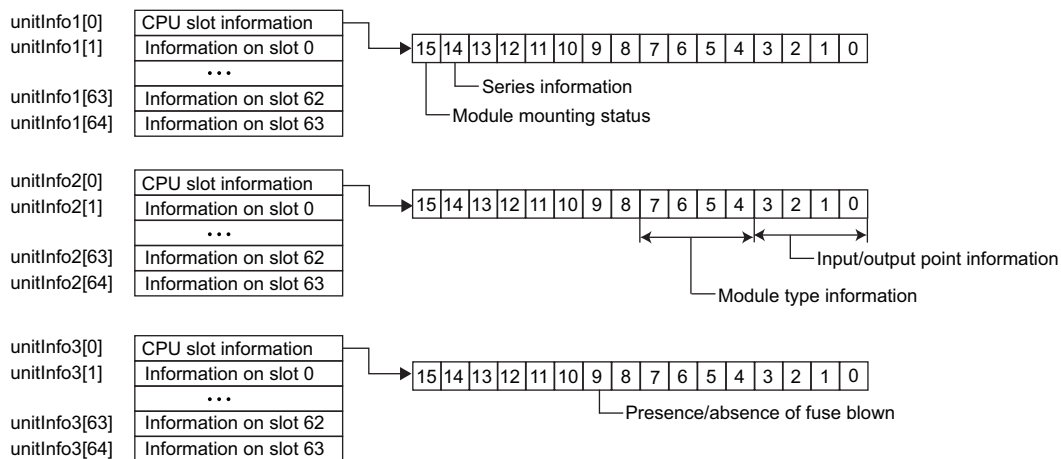 unitInfo1[0] CPU slot information
unitInfo1[1] Information on slot 0
15 14 13 12 11 10 9 8 7 6 5 4 3 2 1 0
...
Series information
unitInfo1[63] Information on slot 62
Module mounting status
unitInfo1[64] Information on slot 63
unitInfo2[0] CPU slot information
unitInfo2[1] Information on slot 0
15 14 13 12 11 10 9 8 7 6 5 4 3 2 1 0
...
unitInfo2[63] Information on slot 62
Input/output point information
unitInfo2[64] Information on slot 63
Module type information
unitInfo3[0] CPU slot information
unitInfo3[1] Information on slot 0
15 14 13 12 11 10 9 8 7 6 5 4 3 2 1 0
...
Presence/absence of fuse blown
unitInfo3[63] Information on slot 62
unitInfo3[64] Information on slot 63